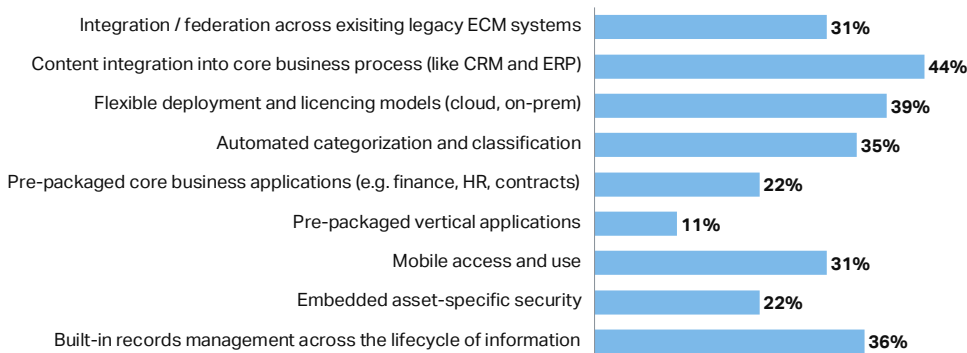 Integration / federation across exisiting legacy ECM systems 31%
Content integration into core business process (like CRM and ERP) 44%
Flexible deployment and licencing models (cloud, on-prem) 39%
Automated categorization and classification 35%
Pre-packaged core business applications (e.g. finance, HR, contracts) 22%
Pre-packaged vertical applications 11%
Mobile access and use 31%
Embedded asset-specific security 22%
Built-in records management across the lifecycle of information 36%